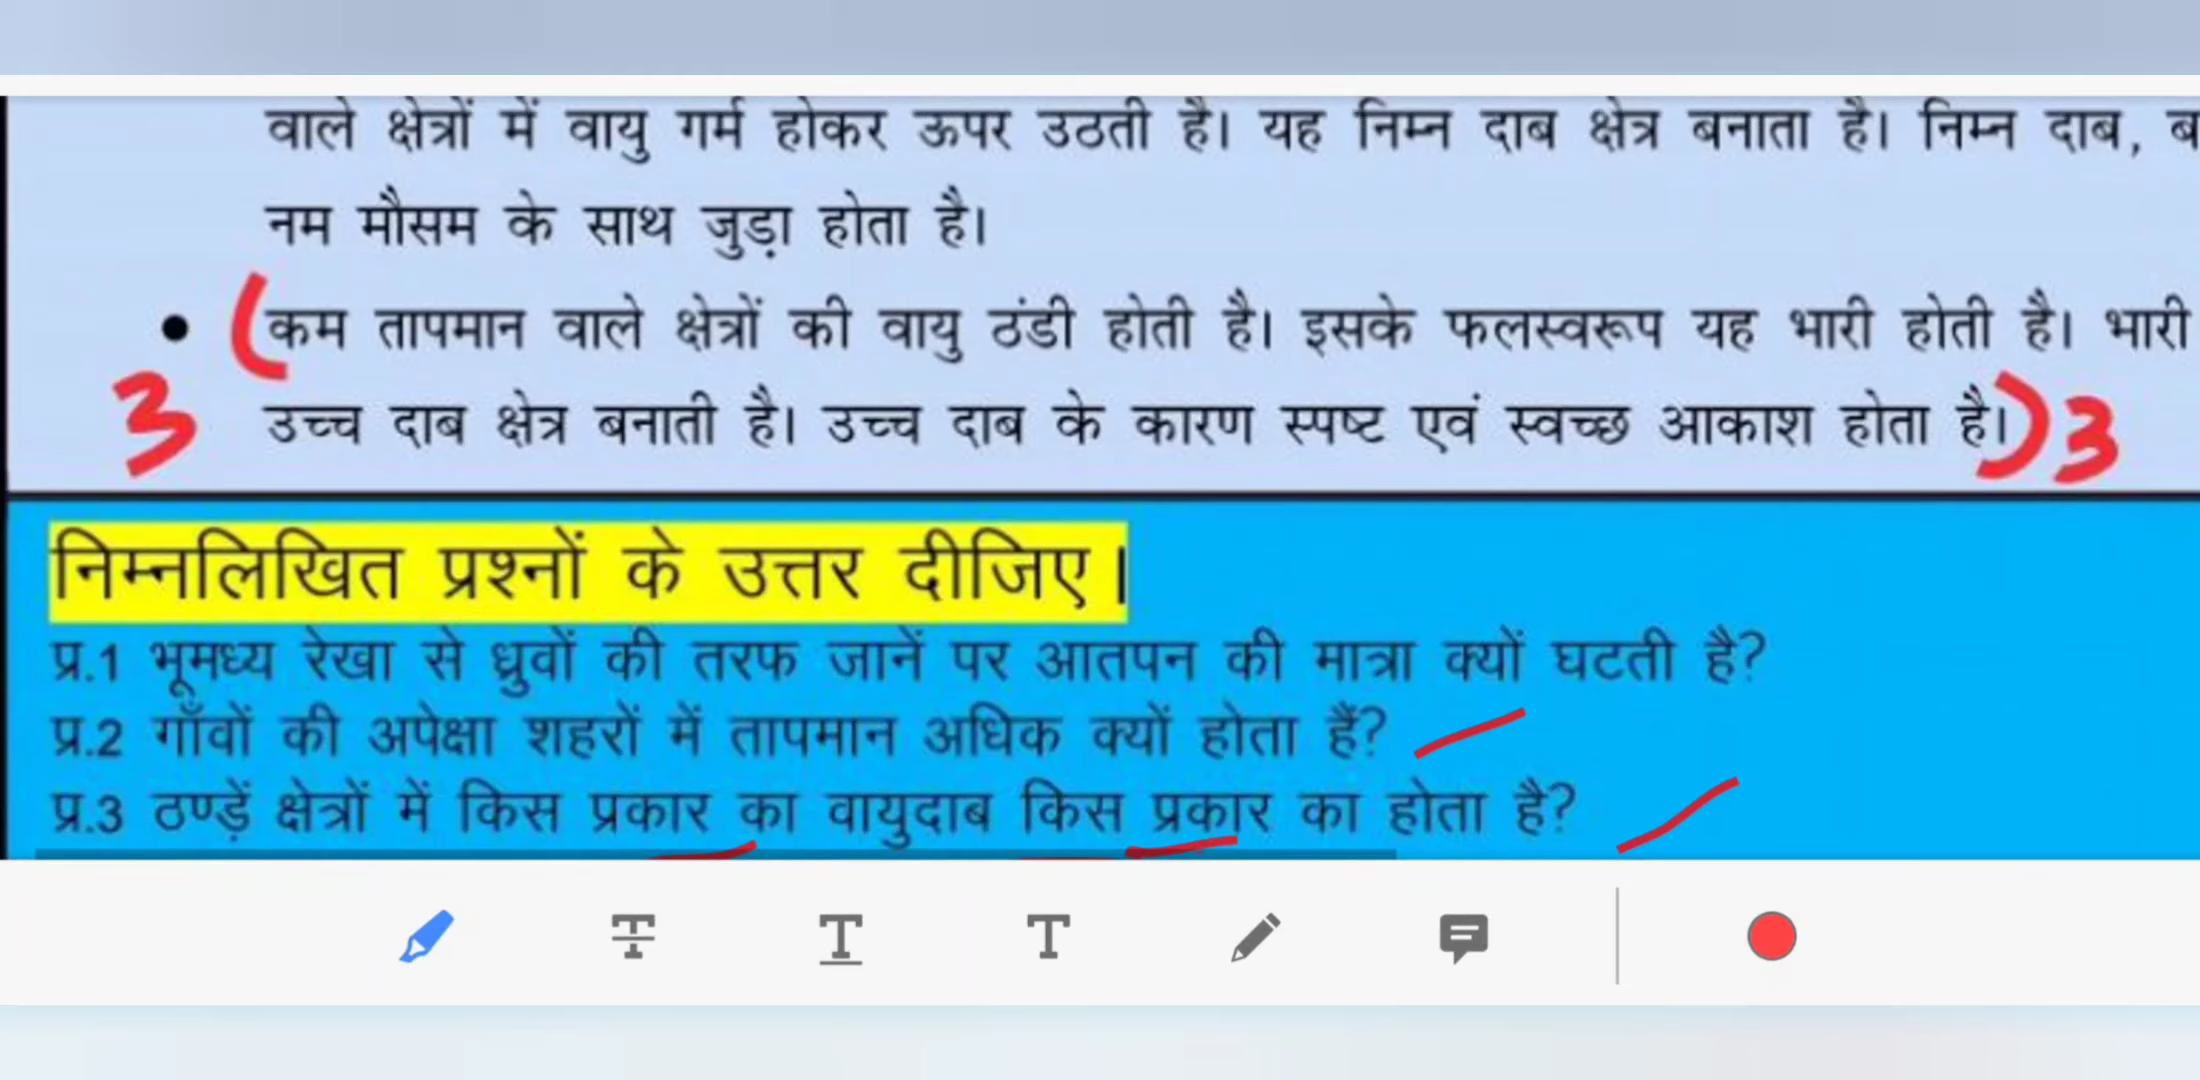 वाले क्षेत्रों में वायु गर्म होकर ऊपर उठती है। यह निम्न दाब क्षेत्र बनाता है। निम्न दाब,
नम मौसम के साथ जुड़ा होता है।
• (कम तापमान वाले क्षेत्रों की वायु ठंडी होती है। इसके फलस्वरूप यह भारी होती है। भारी
3 उच्च दाब क्षेत्र बनाती है। उच्च दाब के कारण स्पष्ट एवं स्वच्छ आकाश होता है।) 3
निम्नलिखित प्रश्नों के उत्तर दीजिए।
प्र.1 भूमध्य रेखा से ध्रुवों की तरफ जानें पर आतपन की मात्रा क्यों घटती है?
प्र.2 गाँवों की अपेक्षा शहरों में तापमान अधिक क्यों होता हैं?
प्र.3 ठण्ड़ें क्षेत्रों में किस प्रकार का वायुदाब किस प्रकार का होता है?